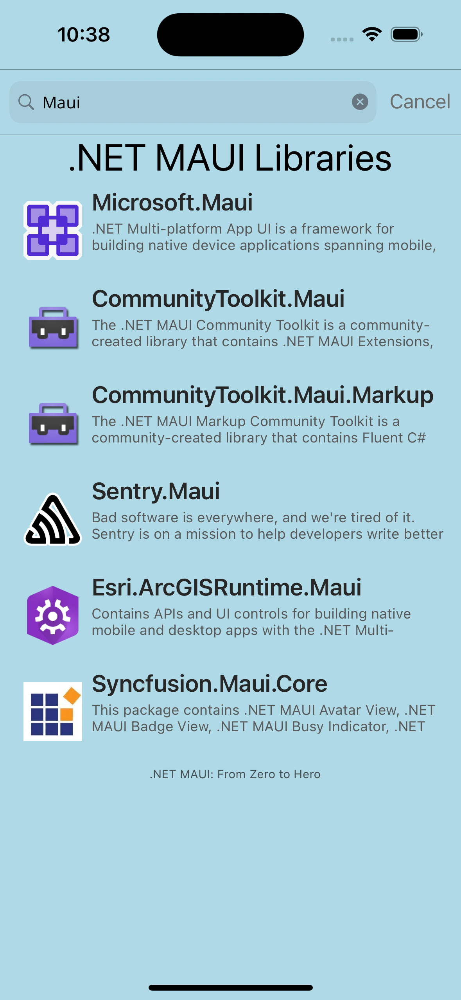 10:38
Maui
Cancel
.NET MAUI Libraries
Microsoft.Maui
.NET Multi-platform App UI is a framework for
building native device applications spanning mobile,
CommunityToolkit.Maui
The .NET MAUI Community Toolkit is a community-
created library that contains .NET MAUI Extensions,
CommunityToolkit.Maui.Markup
The .NET MAUI Markup Community Toolkit is a
community-created library that contains Fluent C#
Sentry.Maui
Bad software is everywhere, and we're tired of it.
Sentry is on a mission to help developers write better
Esri.ArcGISRuntime.Maui
Contains APIs and UI controls for building native
mobile and desktop apps with the .NET Multi-
Syncfusion.Maui.Core
This package contains .NET MAUI Avatar View, .NET
MAUI Badge View, .NET MAUI Busy Indicator, .NET
.NET MAUI: From Zero to Hero